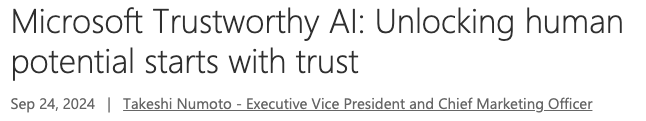 Microsoft Trustworthy AI: Unlocking human
potential starts with trust
Sep 24, 2024 | Takeshi Numoto - Executive Vice President and Chief Marketing Officer